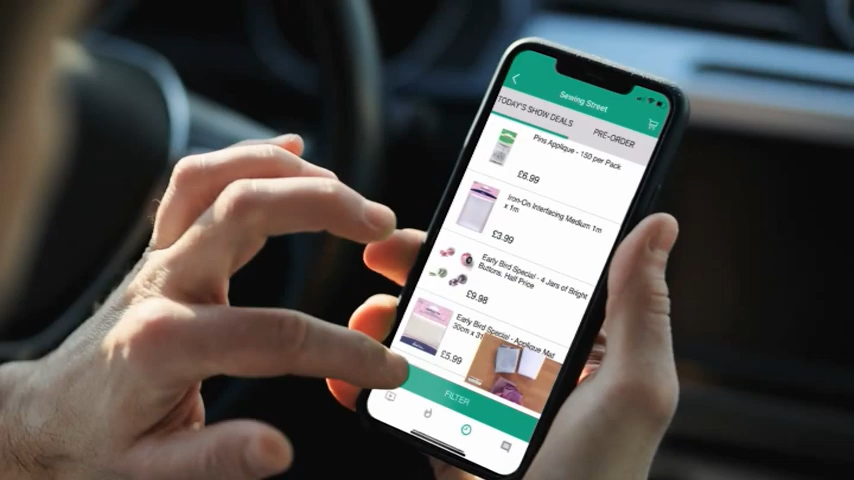 Sewing Street
TODAY'S SHOW DEALS
PRE-ORDER
Pins Applique - 150 per Pack
£6.99
Iron-On Interfacing Medium 1m
x 1m
£3.99
Early Bird Special - 4 Jars of Bright
Buttons. Half Price
£9.98
Early Bird Special - Applique Mat
30cm x
£5.99
FILTER